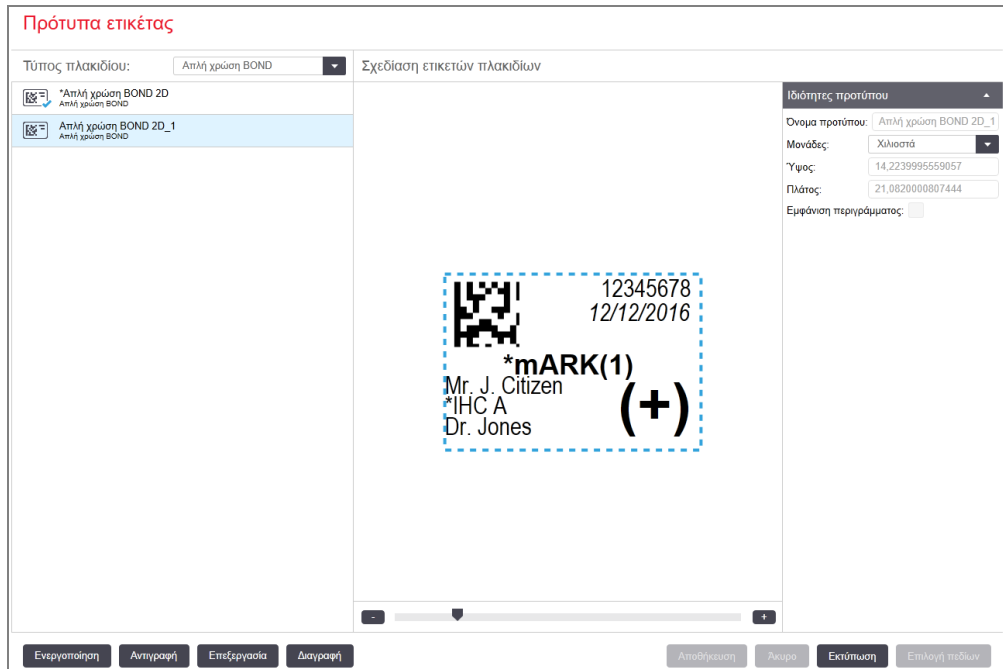 Πρότυπα ετικέτας
Τύπος πλακιδίου:
Απλή χρώση BOND
Σχεδίαση ετικετών πλακιδίων
*Απλή χρώση BOND 2D
Απλή χρώση BOND
Απλή χρώση BOND 2D_1
Απλή χρώση BOND
Ιδιότητες προτύπου
Όνομα προτύπου: Απλή χρώση BOND 2D_1
Μονάδες: Χιλιοστά
Ύψος: 14,2239995559057
Πλάτος: 21,0820000807444
Εμφάνιση περιγράμματος:
12345678
12/12/2016
*mARK(1)
Mr. J. Citizen
*IHC A
(+)
Dr. Jones
- +
Ενεργοποίηση Αντιγραφή Επεξεργασία Διαγραφή Αποθήκευση Άκυρο Εκτύπωση Επιλογή πεδίων